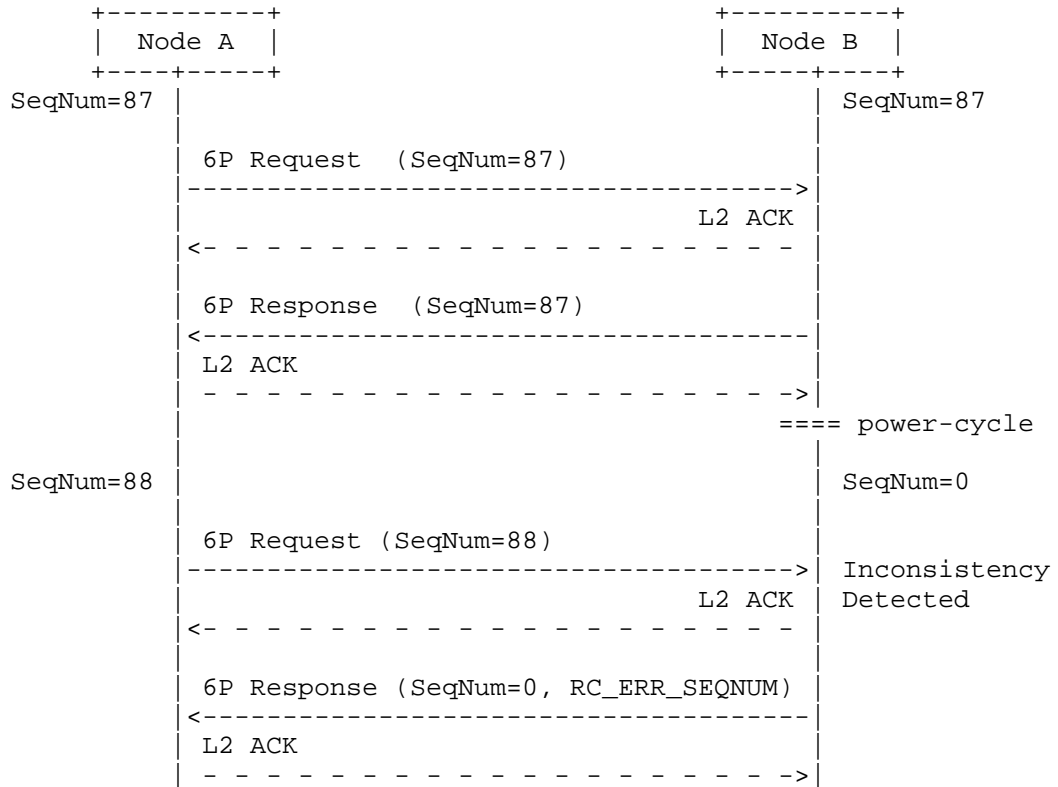 Node A Node B
SeqNum=87 SeqNum=87
6P Request (SeqNum=87)
L2 ACK
6P Response (SeqNum=87)
L2 ACK
==== power-cycle
SeqNum=88 SeqNum=0
6P Request (SeqNum=88)
Inconsistency
L2 ACK Detected
6P Response (SeqNum=0, RC_ERR_SEQNUM)
L2 ACK